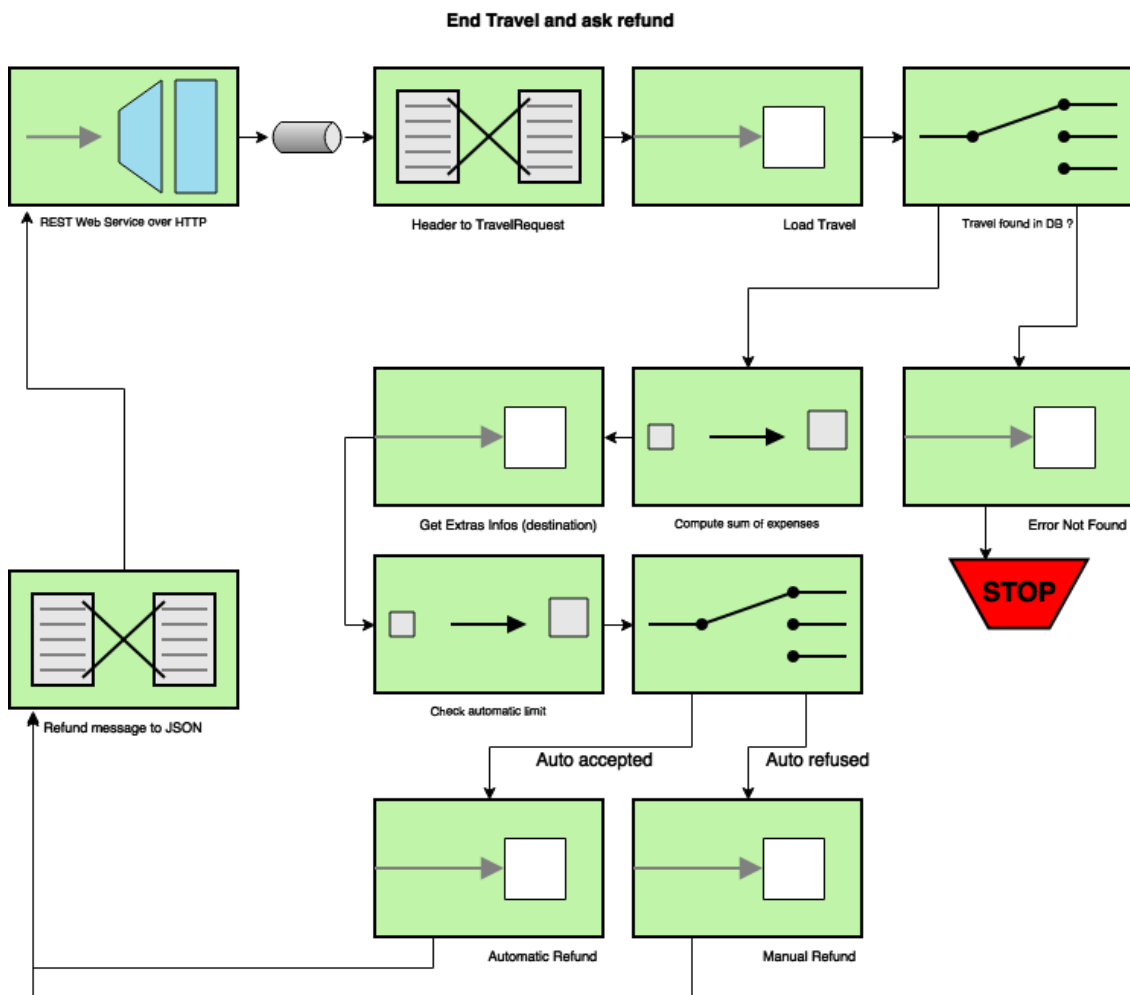 End Travel and ask refund
REST Web Service over HTTP
Header to TravelRequest
Load Travel
Travel found in DB ?
Get Extras Infos (destination)
Compute sum of expenses
Error Not Found
STOP
Refund message to JSON
Check automatic limit
Auto accepted
Auto refused
Automatic Refund
Manual Refund